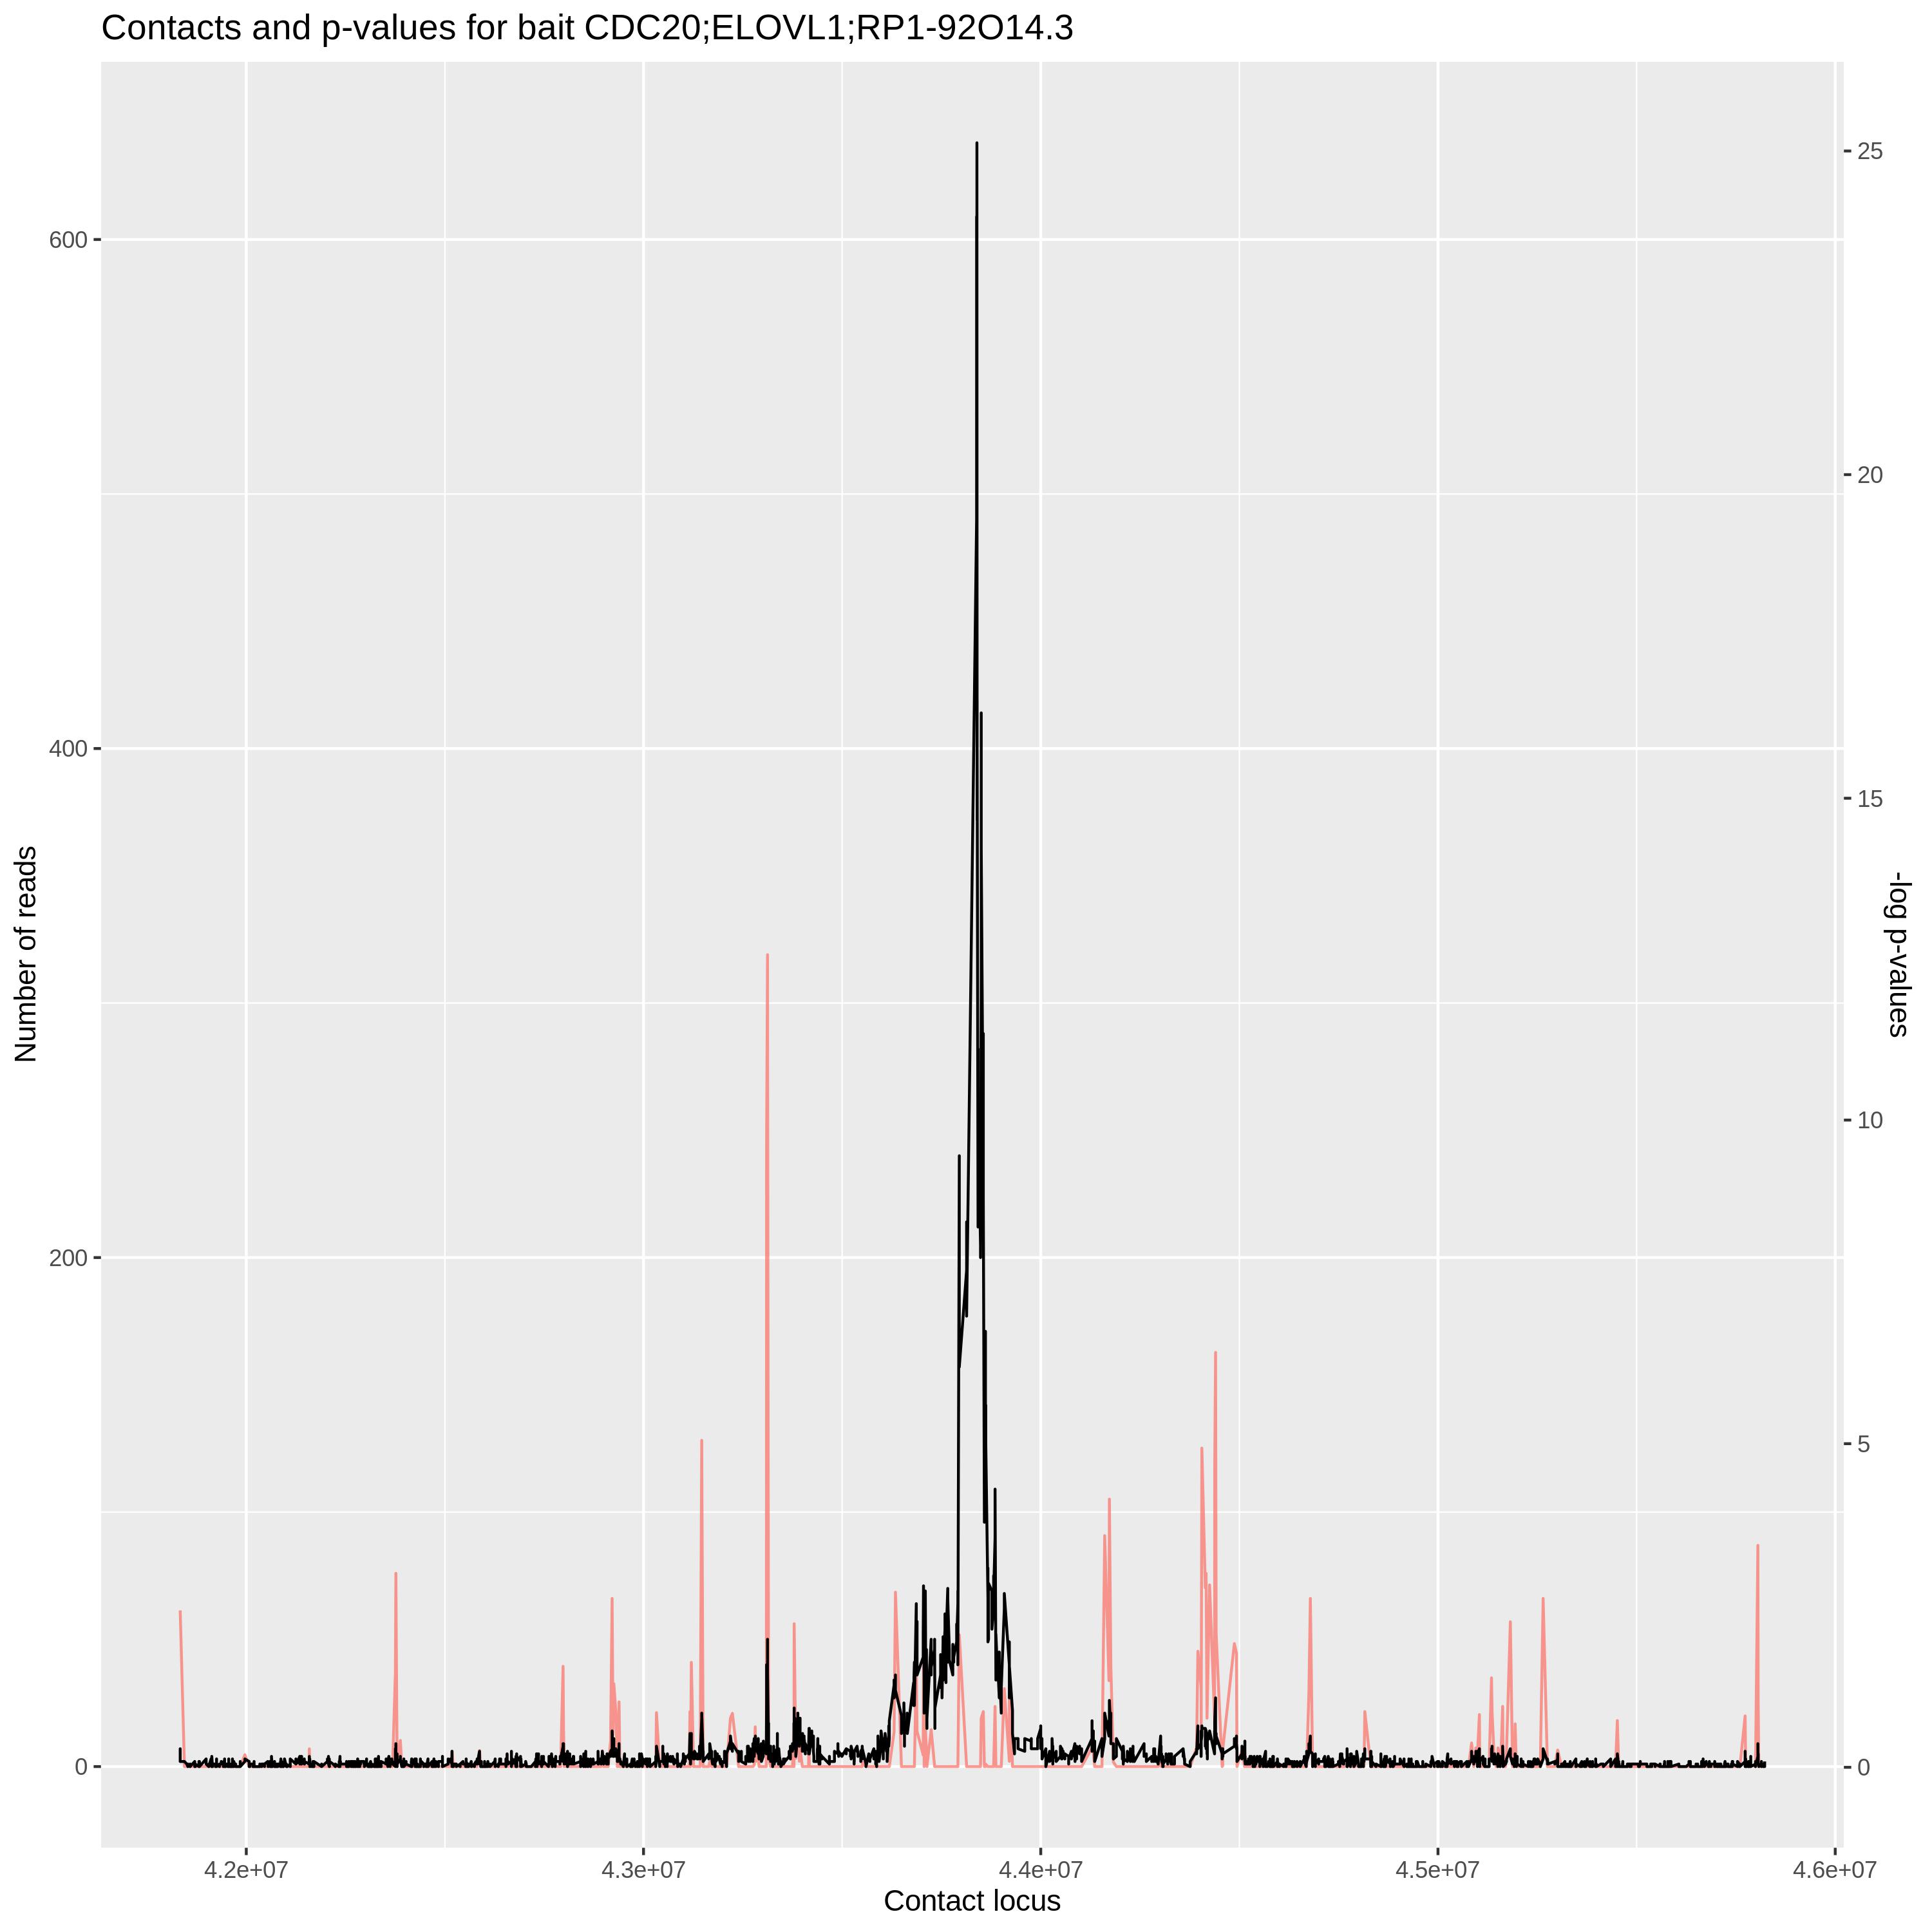 Contacts and p-values for bait CDC20;ELOVL1;RP1-92O14.3
600
400
200
0
Number of reads
25
20
15
10
5
0
-log p-values
4.2e+07 4.3e+07 4.4e+07 4.5e+07 4.6e+07
Contact locus